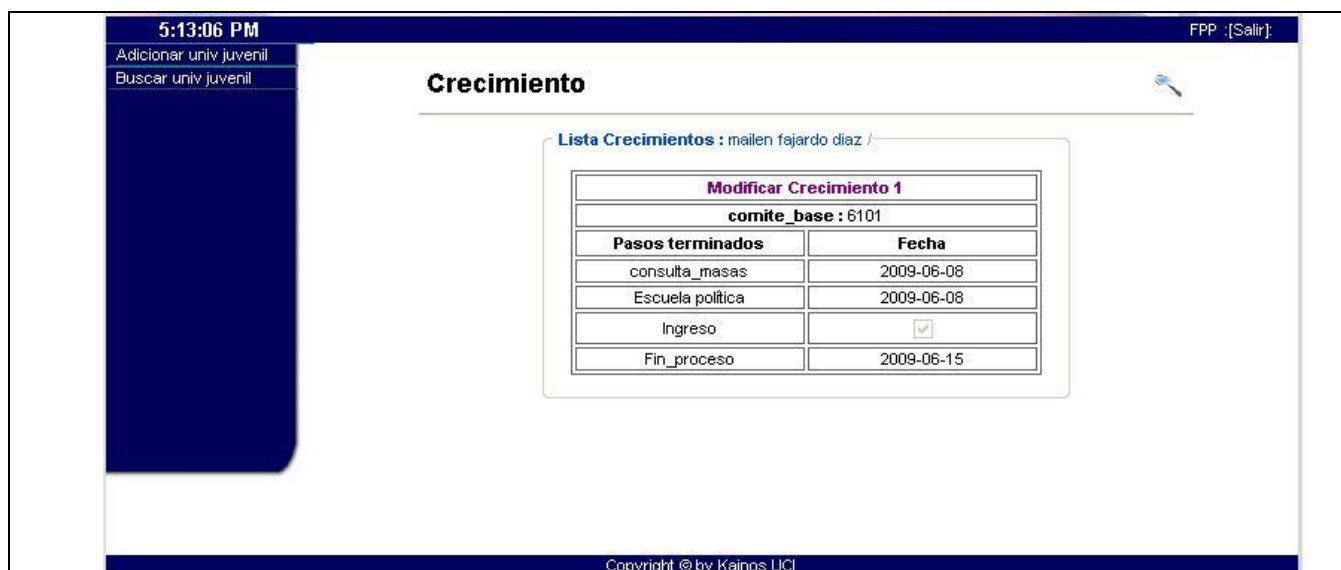 5:13:06 PM
FPP :[Salir]:
Adicionar univ juvenil
Buscar univ juvenil
Crecimiento
Lista Crecimientos : mailen fajardo diaz /
Modificar Crecimiento 1
comite_base : 6101
Pasos terminados Fecha
consulta_masas 2009-06-08
Escuela política 2009-06-08
Ingreso
Fin_proceso 2009-06-15
Copyright © by Kainos UCI